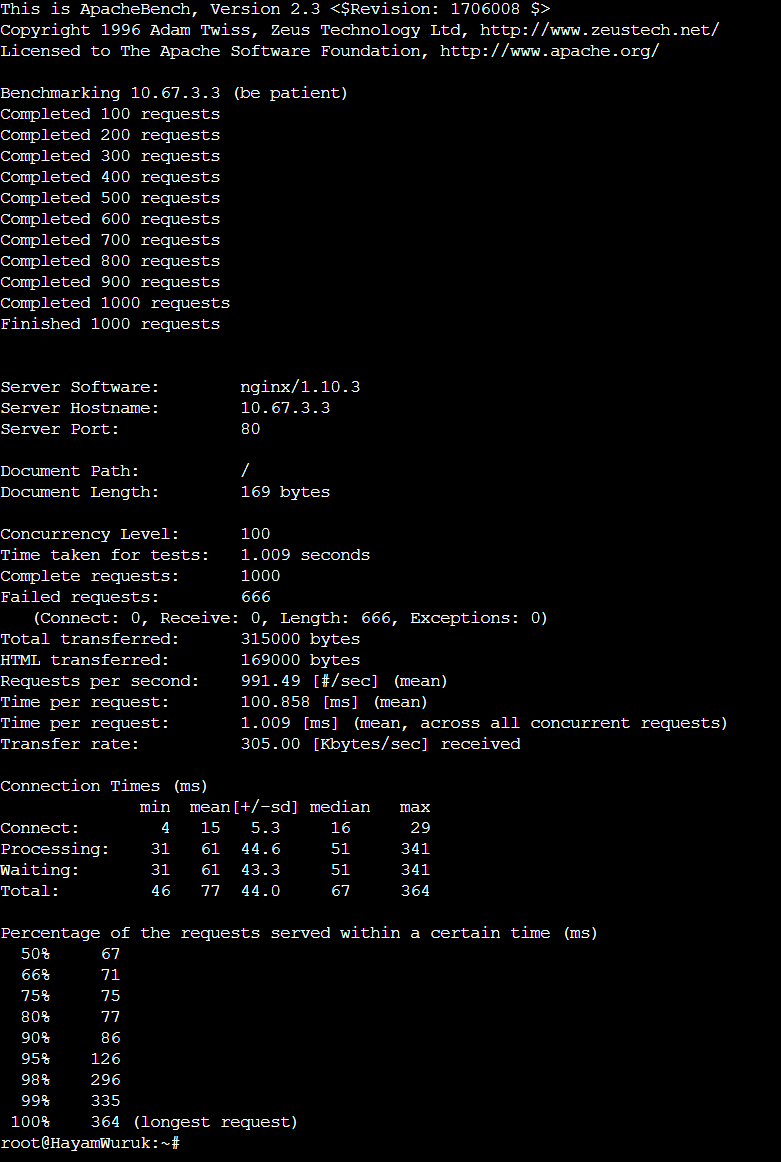 This is ApacheBench, Version 2.3 <$Revision: 1706008 $>
Copyright 1996 Adam Twiss, Zeus Technology Ltd, http://www.zeustech.net/
Licensed to The Apache Software Foundation, http://www.apache.org/

Benchmarking 10.67.3.3 (be patient)
Completed 100 requests
Completed 200 requests
Completed 300 requests
Completed 400 requests
Completed 500 requests
Completed 600 requests
Completed 700 requests
Completed 800 requests
Completed 900 requests
Completed 1000 requests
Finished 1000 requests


Server Software:        nginx/1.10.3
Server Hostname:        10.67.3.3
Server Port:            80

Document Path:          /
Document Length:        169 bytes

Concurrency Level:      100
Time taken for tests:   1.009 seconds
Complete requests:      1000
Failed requests:        666
   (Connect: 0, Receive: 0, Length: 666, Exceptions: 0)
Total transferred:      315000 bytes
HTML transferred:       169000 bytes
Requests per second:    991.49 [#/sec] (mean)
Time per request:       100.858 [ms] (mean)
Time per request:       1.009 [ms] (mean, across all concurrent requests)
Transfer rate:          305.00 [Kbytes/sec] received

Connection Times (ms)
              min  mean[+/-sd] median   max
Connect:        4   15   5.3     16      29
Processing:    31   61  44.6     51     341
Waiting:       31   61  43.3     51     341
Total:         46   77  44.0     67     364

Percentage of the requests served within a certain time (ms)
  50%     67
  66%     71
  75%     75
  80%     77
  90%     86
  95%    126
  98%    296
  99%    335
 100%    364 (longest request)
root@HayamWuruk:~#